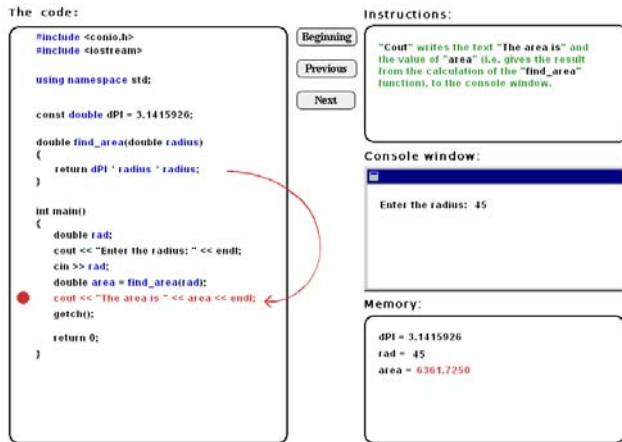 The code:
#include <conio.h>
#include <iostream>
using namespace std;
const double dPI = 3.1415926;
double find_area(double radius)
{
return dPI * radius * radius;
}
int main()
{
double rad;
cout << "Enter the radius: " << endl;
cin >> rad;
double area = find_area(rad);
cout << "The area is " << area << endl;
getch();
return 0;
}
Beginning
Previous
Next
Instructions:
"Cout" writes the text "The area is" and
the value of "area" (i.e. gives the result
from the calculation of the "find_area"
function), to the console window.
Console window:
Enter the radius: 45
Memory:
dPI = 3.1415926
rad = 45
area = 6361.7250